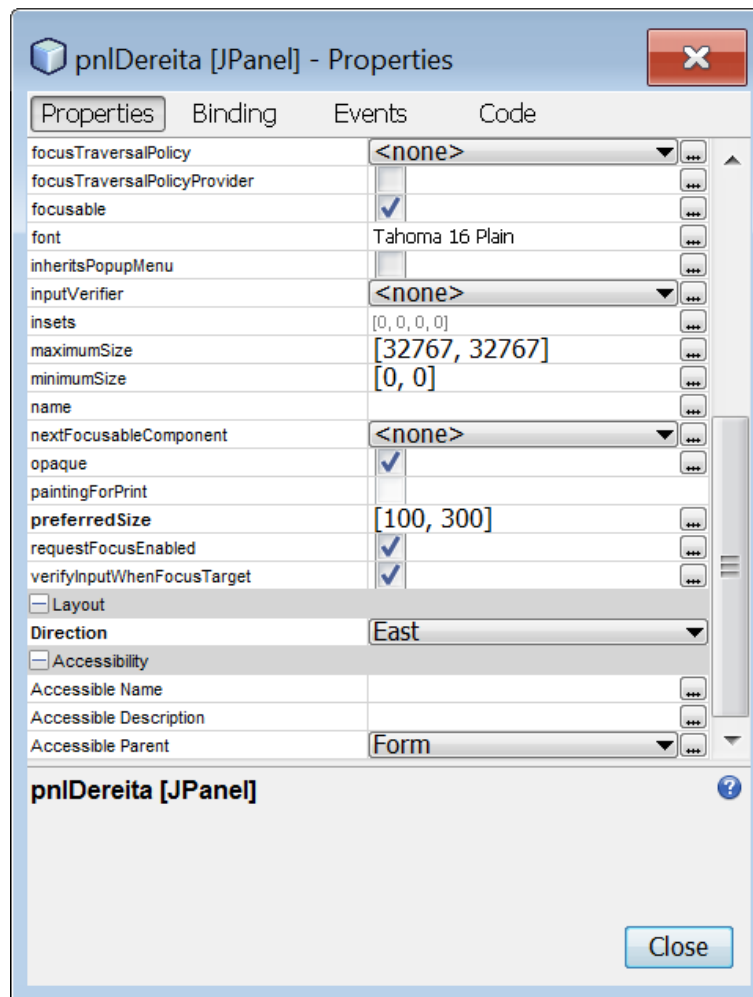 pnlDereita [JPanel] - Properties
Properties Binding Events Code
focusTraversalPolicy <none> ...
focusTraversalPolicyProvider ...
focusable ...
font Tahoma 16 Plain ...
inheritsPopupMenu ...
inputVerifier <none> ...
insets [0, 0, 0, 0] ...
maximumSize [32767, 32767] ...
minimumSize [0, 0] ...
name ...
nextFocusableComponent <none> ...
opaque ...
paintingForPrint
preferredSize [100, 300] ...
requestFocusEnabled ...
verifyInputWhenFocusTarget ...
Layout
Direction East
Accessibility
Accessible Name ...
Accessible Description ...
Accessible Parent Form ...
pnlDereita [JPanel] ?
Close